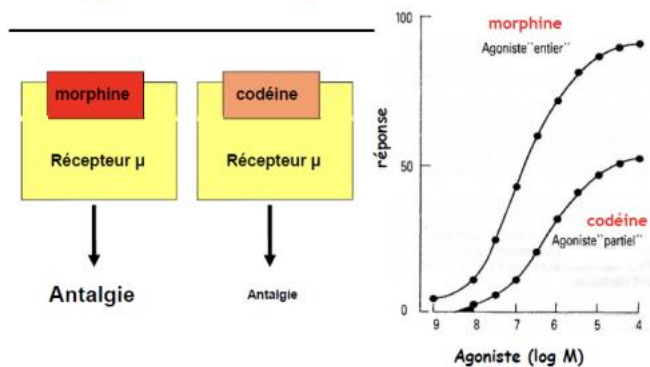 morphine
Récepteur µ
Antalgie
codéine
Récepteur µ
Antalgie
100
50
0
réponse
morphine
Agoniste "entier"
codéine
Agoniste "partiel"
9 8 7 6 5 4
Agoniste (log M)